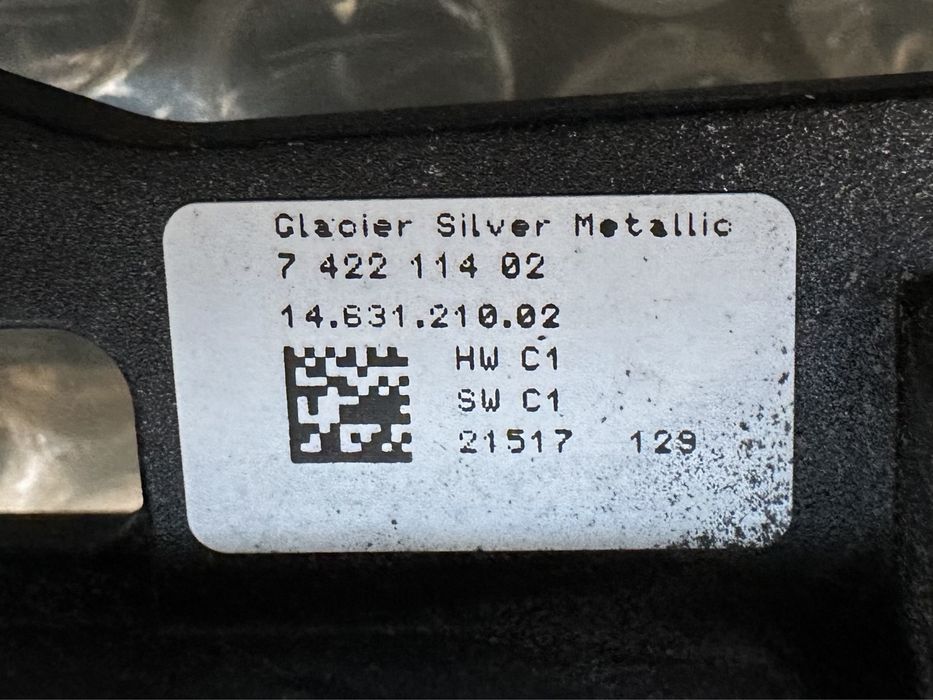 Glacier Silver Metallic
7 422 114 02
14.631.210.02
HW C1
SW C1
21517 129